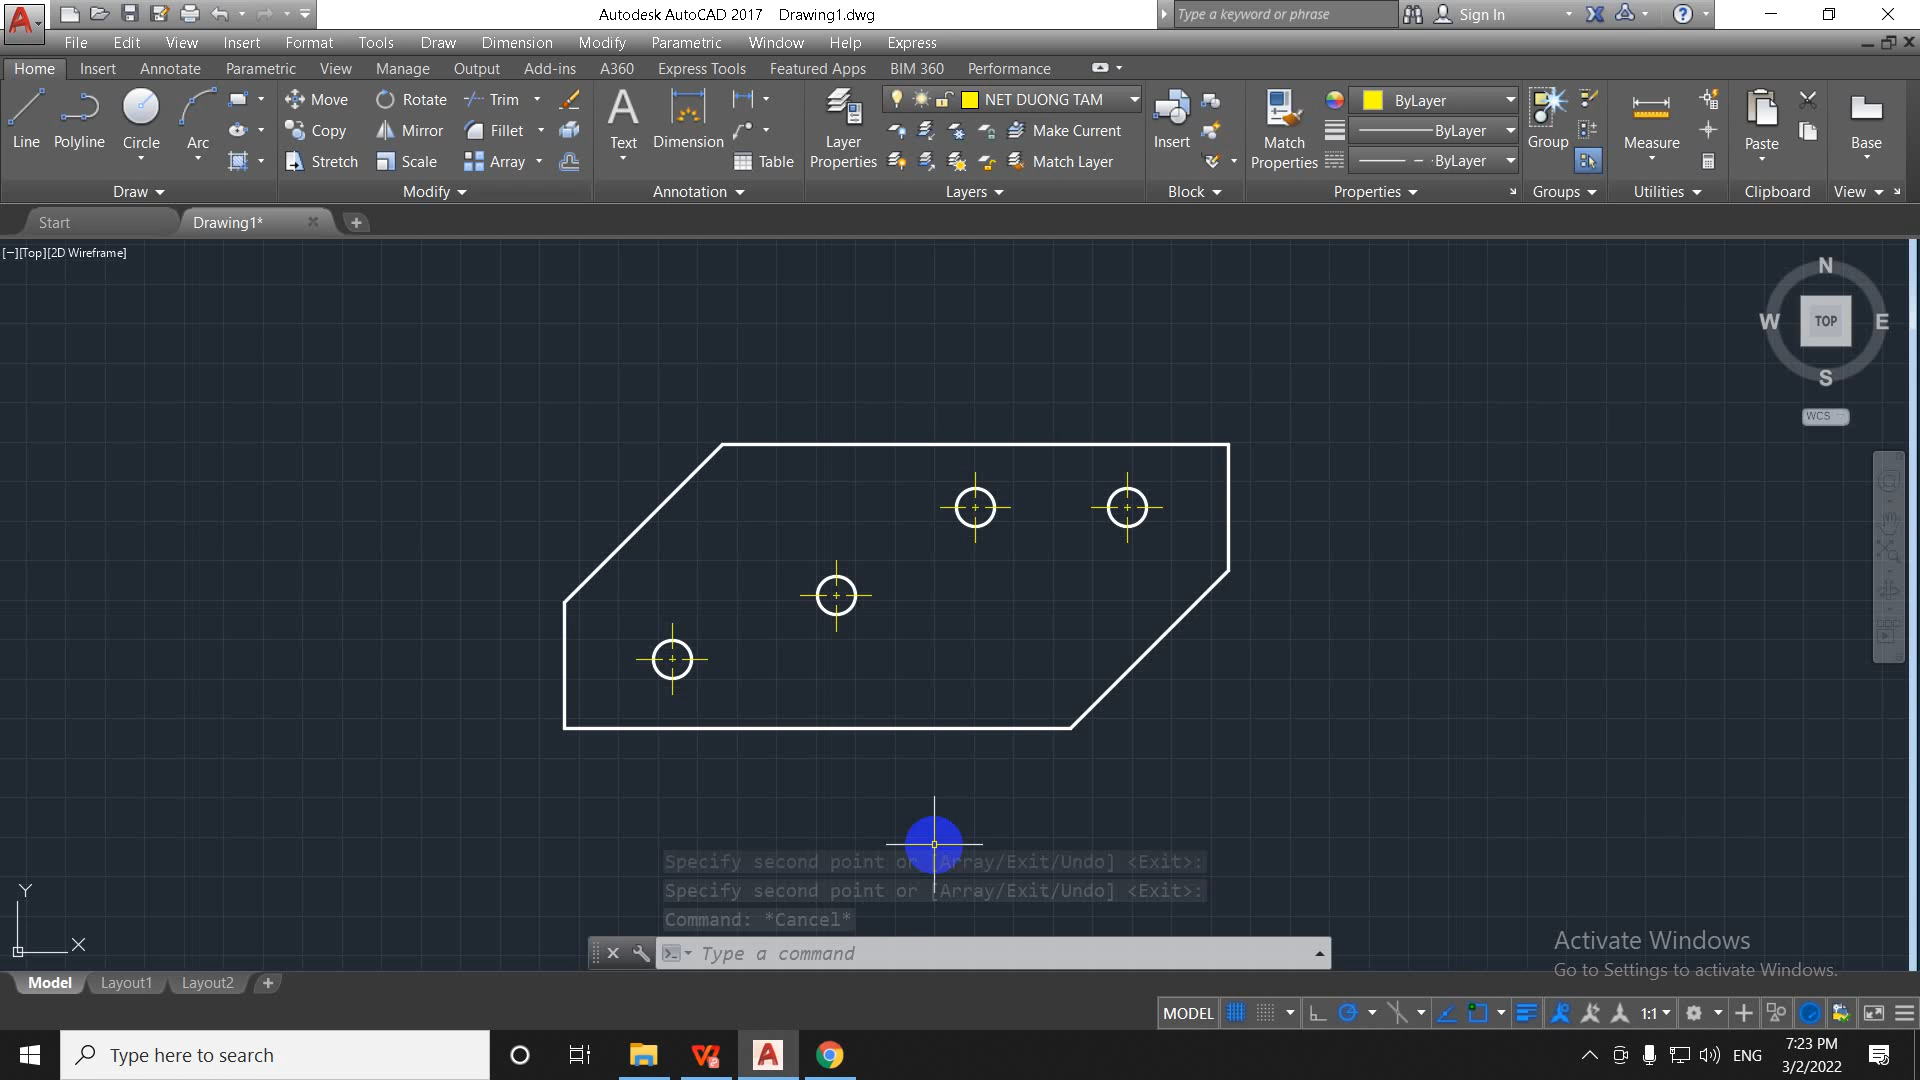 Autodesk AutoCAD 2017 Drawing1.dwg
Type a keyword or phrase
Sign In
File Edit View Insert Format Tools Draw Dimension Modify Parametric Window Help Express
Home Insert Annotate Parametric View Manage Output Add-ins A360 Express Tools Featured Apps BIM 360 Performance
Line Polyline Circle Arc
Move Rotate Trim
Copy Mirror Fillet
Stretch Scale Array
Text Dimension
Table
Layer Properties
NET DUONG TAM
Make Current
Match Layer
Insert
Match Properties
ByLayer
ByLayer
ByLayer
Group
Measure
Paste
Base
Draw Modify Annotation Layers Block Properties Groups Utilities Clipboard View
Start Drawing1*
[−][Top][2D Wireframe]
N
W TOP E
S
WCS
Specify second point or [Array/Exit/Undo] <Exit>:
Specify second point or [Array/Exit/Undo] <Exit>:
Command: *Cancel*
Y
X
Type a command
Activate Windows
Go to Settings to activate Windows.
Model Layout1 Layout2
MODEL 1:1
Type here to search
ENG
7:23 PM
3/2/2022